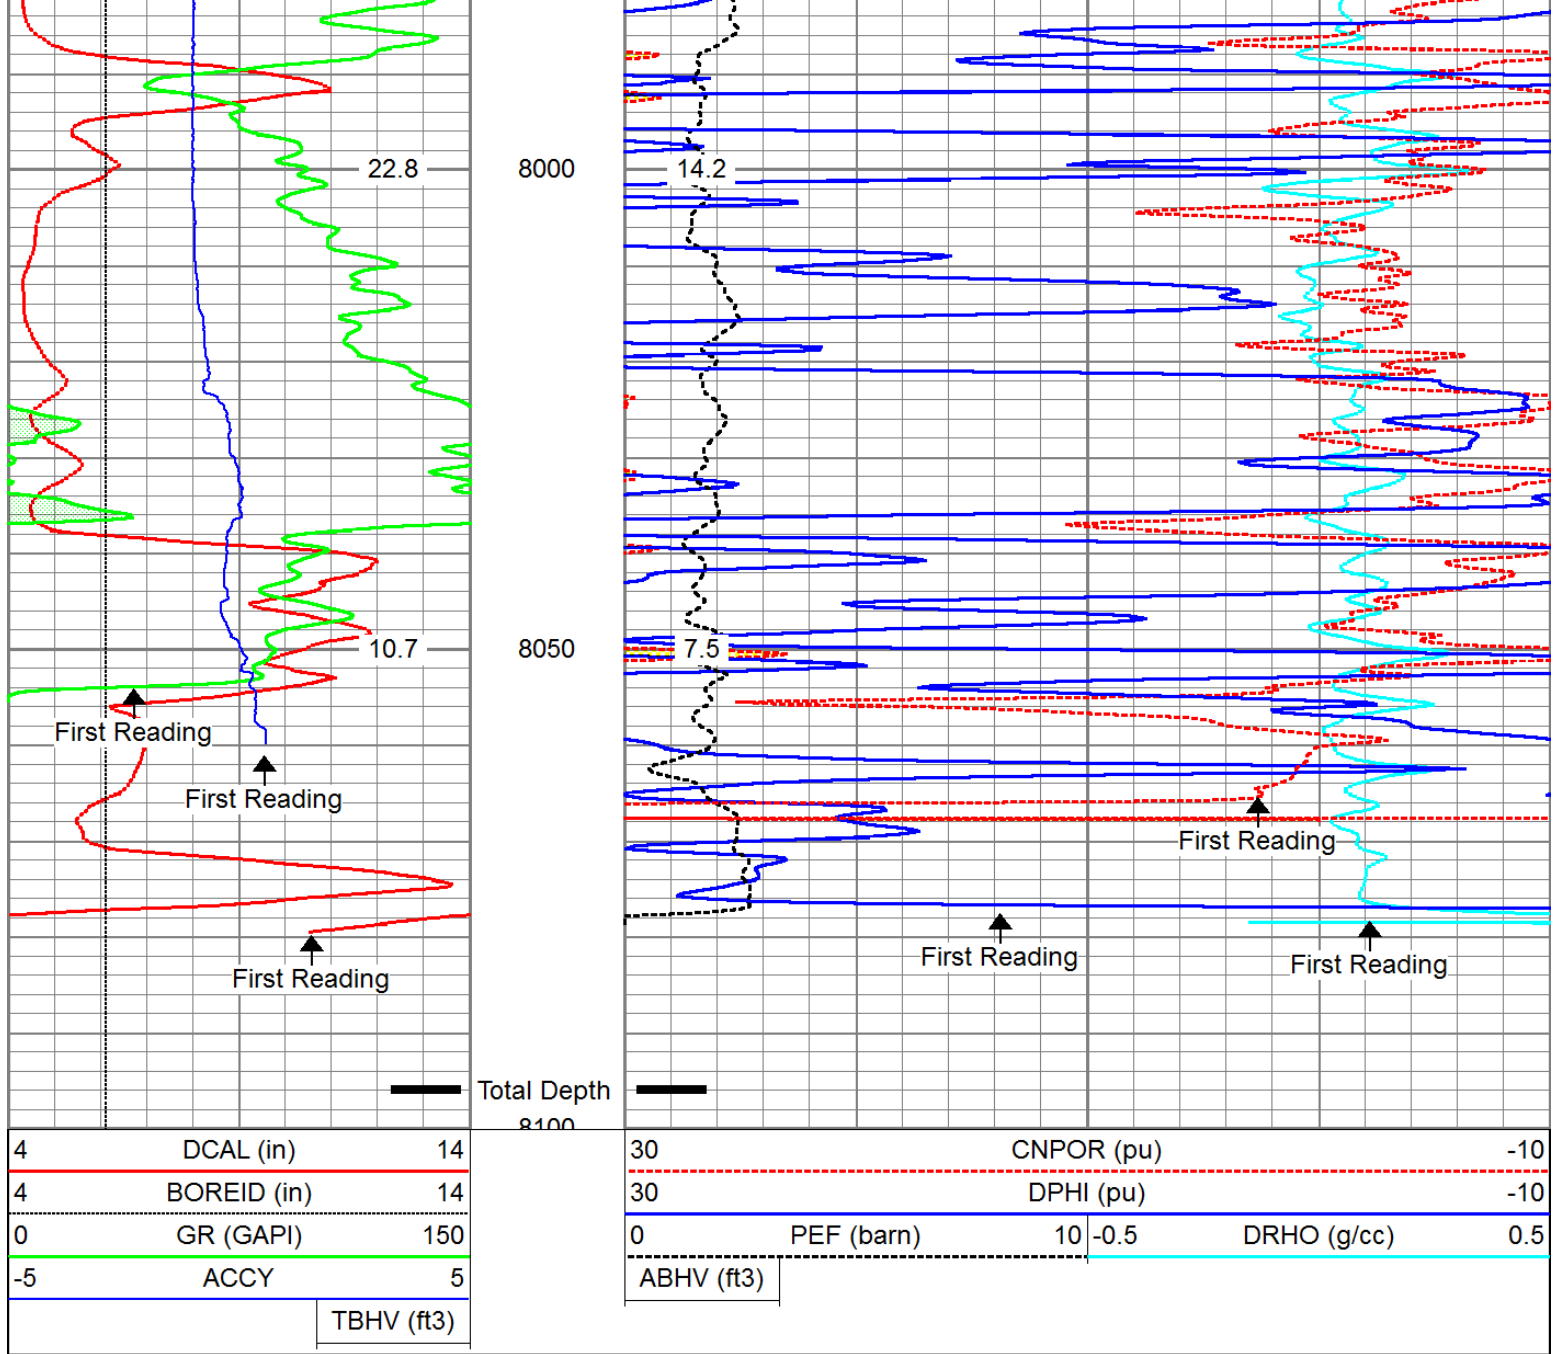 22.8 8000 14.2
10.7 8050 7.5
First Reading
First Reading
First Reading
First Reading
First Reading
First Reading
Total Depth
8100
4 DCAL (in) 14
4 BOREID (in) 14
0 GR (GAPI) 150
-5 ACCY 5
TBHV (ft3)
30 CNPOR (pu) -10
30 DPHI (pu) -10
0 PEF (barn) 10 -0.5 DRHO (g/cc) 0.5
ABHV (ft3)